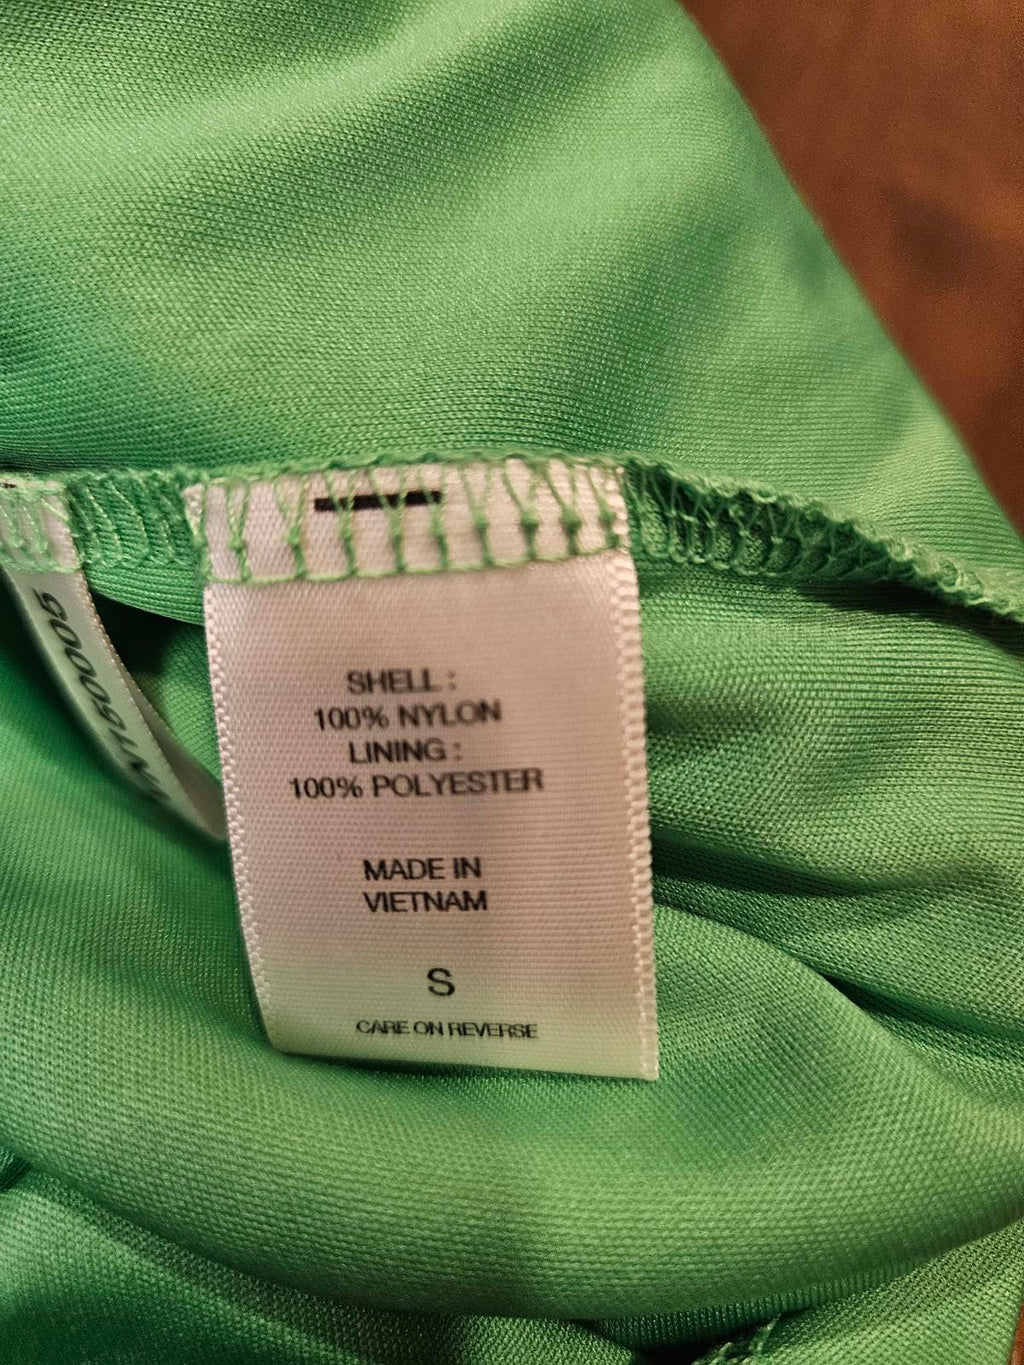 SHELL :
100% NYLON
LINING :
100% POLYESTER
MADE IN
VIETNAM
S
CARE ON REVERSE